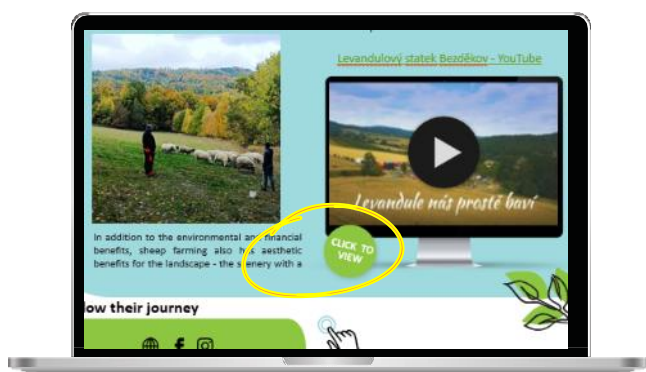 Levandulový statek Bezděkov - YouTube
Levandule nás prostě baví
In addition to the environmental and financial
benefits, sheep farming also has aesthetic
benefits for the landscape - the scenery with a
CLICK TO
VIEW
low their journey